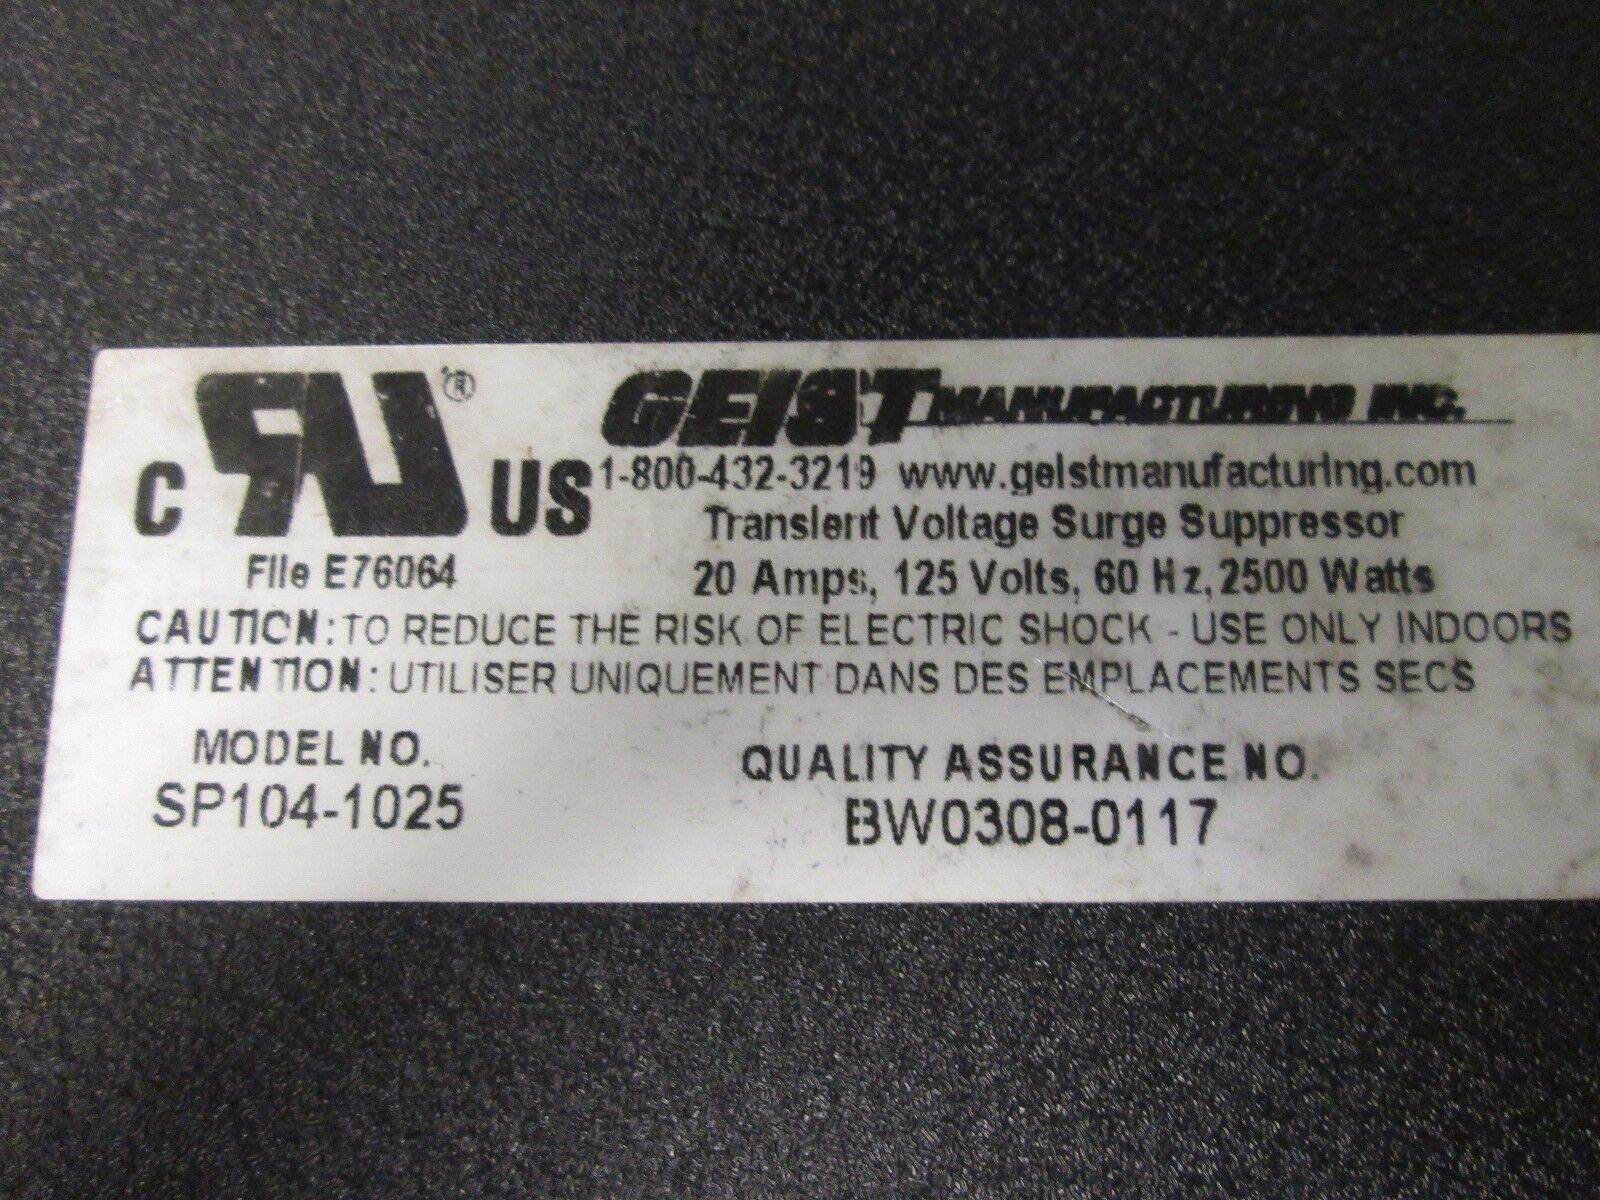 C RU ® US
GEIST MANUFACTURING INC.
1-800-432-3219 www.geistmanufacturing.com
Transient Voltage Surge Suppressor
File E76064
20 Amps, 125 Volts, 60 Hz, 2500 Watts
CAUTION: TO REDUCE THE RISK OF ELECTRIC SHOCK - USE ONLY INDOORS
ATTENTION: UTILISER UNIQUEMENT DANS DES EMPLACEMENTS SECS
MODEL NO.
SP104-1025
QUALITY ASSURANCE NO.
BW0308-0117